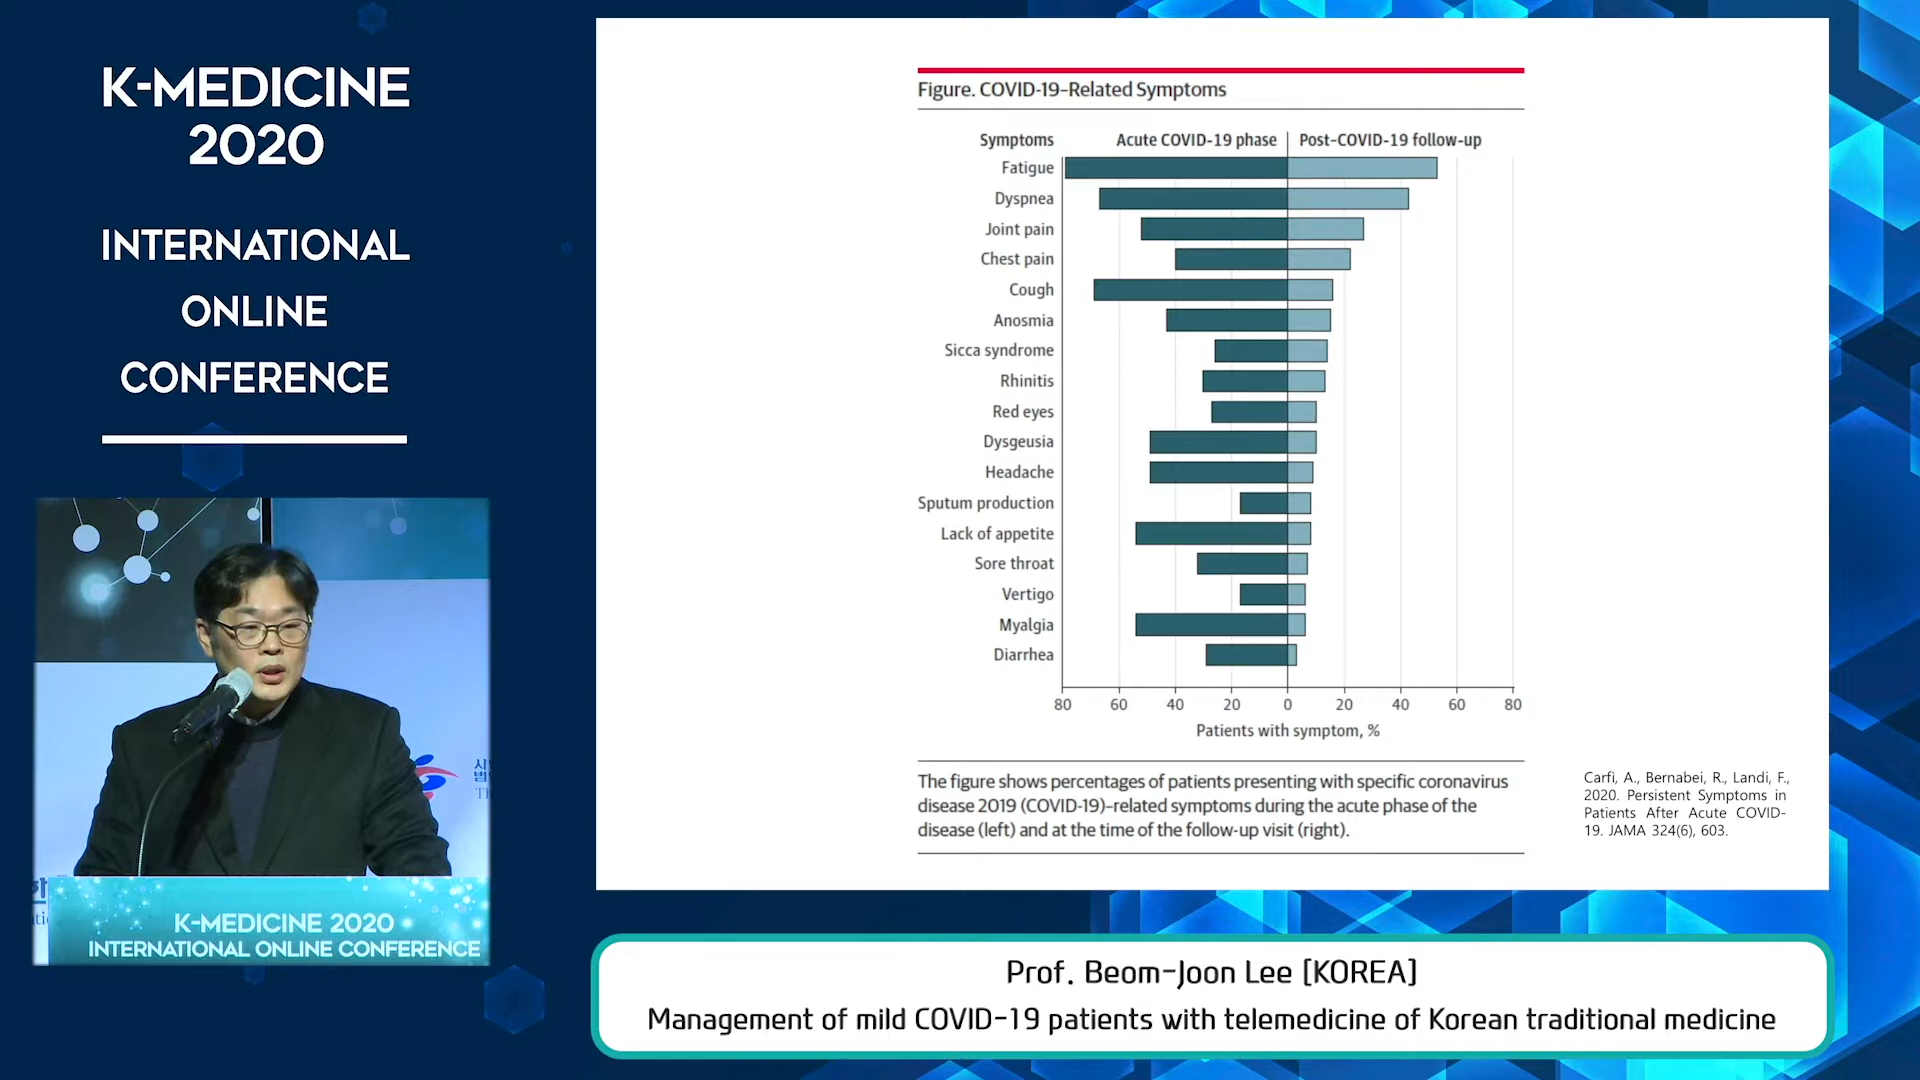 K-MEDICINE
2020
INTERNATIONAL
ONLINE
CONFERENCE
K-MEDICINE 2020
INTERNATIONAL ONLINE CONFERENCE
Figure. COVID-19–Related Symptoms
Symptoms Acute COVID-19 phase Post-COVID-19 follow-up
Fatigue
Dyspnea
Joint pain
Chest pain
Cough
Anosmia
Sicca syndrome
Rhinitis
Red eyes
Dysgeusia
Headache
Sputum production
Lack of appetite
Sore throat
Vertigo
Myalgia
Diarrhea
80 60 40 20 0 20 40 60 80
Patients with symptom, %
The figure shows percentages of patients presenting with specific coronavirus
disease 2019 (COVID-19)–related symptoms during the acute phase of the
disease (left) and at the time of the follow-up visit (right).
Carfì, A., Bernabei, R., Landi, F.,
2020. Persistent Symptoms in
Patients After Acute COVID-
19. JAMA 324(6), 603.
Prof. Beom-Joon Lee [KOREA]
Management of mild COVID-19 patients with telemedicine of Korean traditional medicine